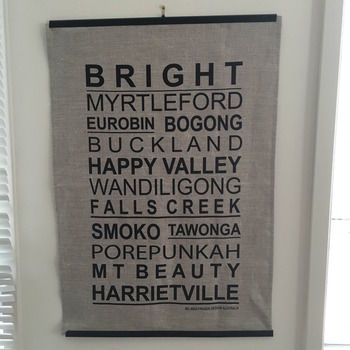 BRIGHT
MYRTLEFORD
EUROBIN BOGONG
BUCKLAND
HAPPY VALLEY
WANDILIGONG
FALLS CREEK
SMOKO TAWONGA
POREPUNKAH
MT BEAUTY
HARRIETVILLE